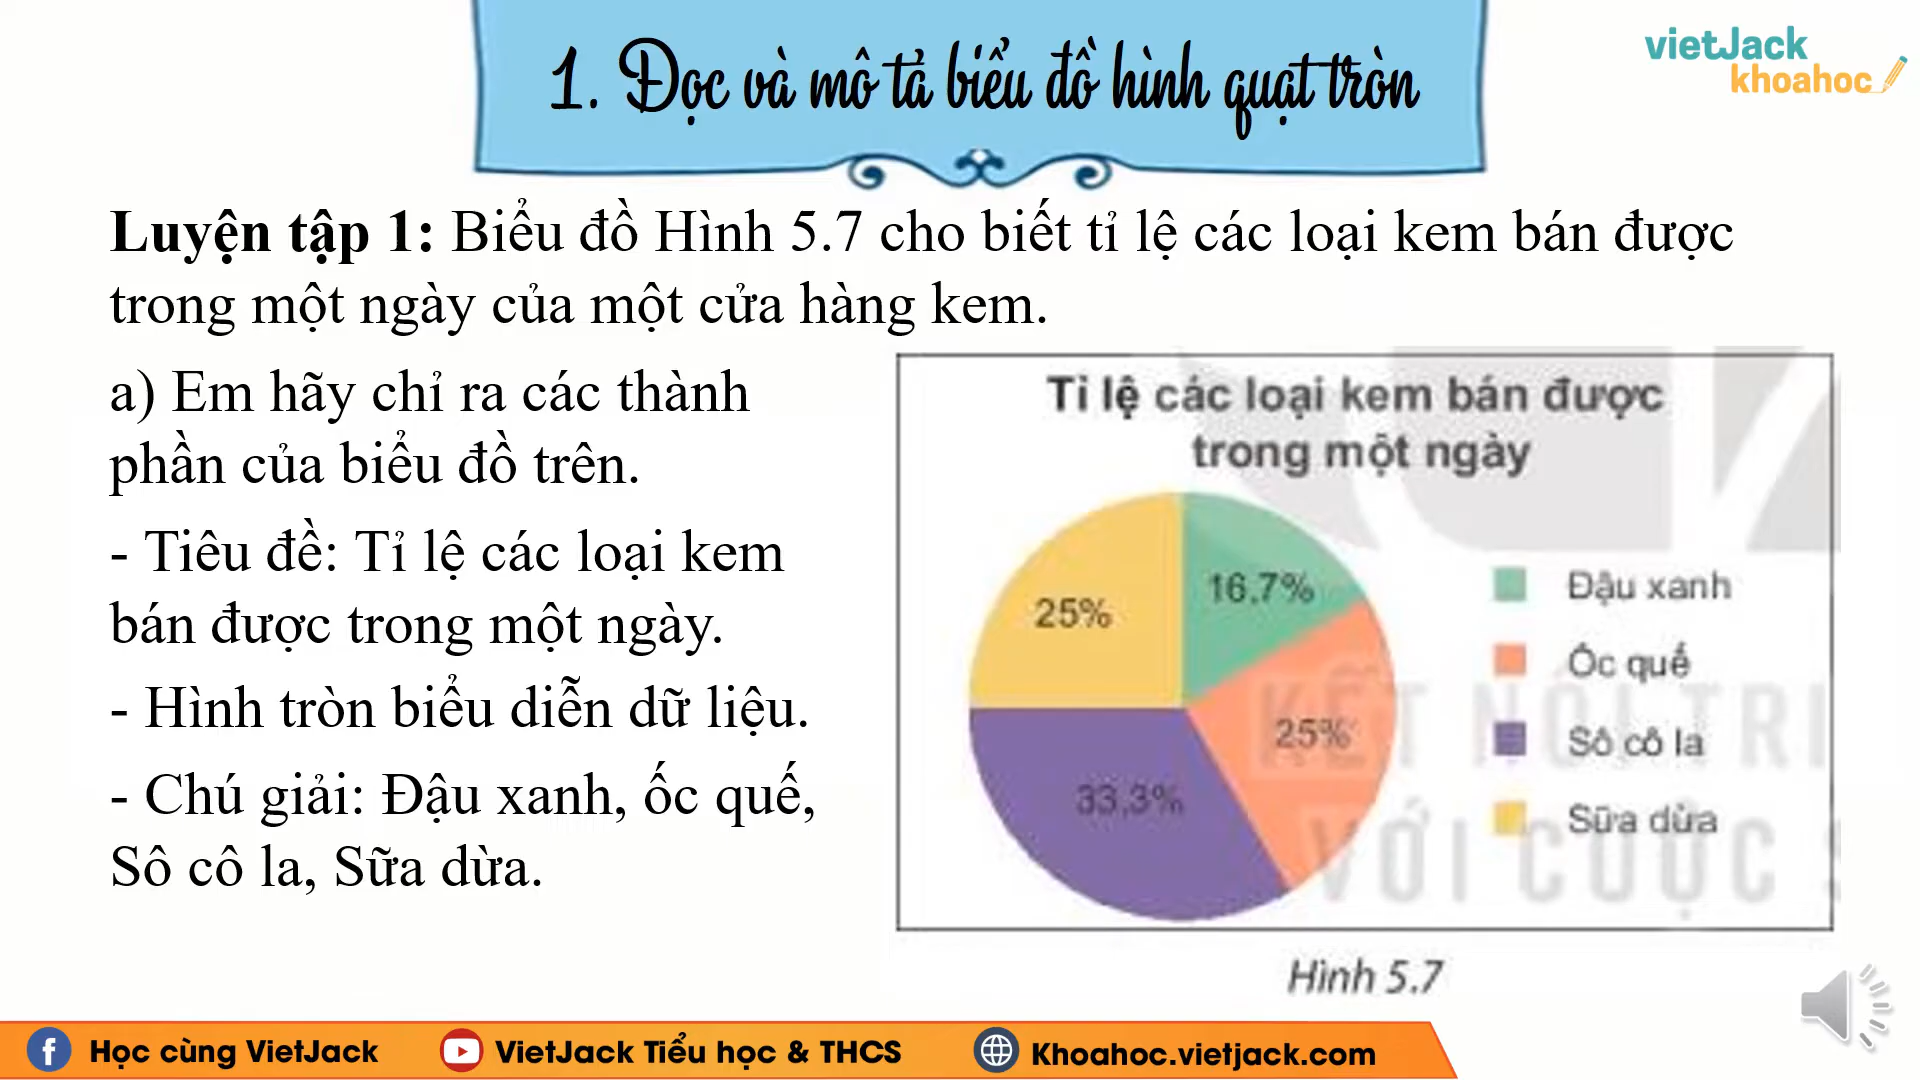 1. Đọc và mô tả biểu đồ hình quạt tròn
vietJack
khoahoc
Luyện tập 1: Biểu đồ Hình 5.7 cho biết tỉ lệ các loại kem bán được
trong một ngày của một cửa hàng kem.
a) Em hãy chỉ ra các thành
phần của biểu đồ trên.
- Tiêu đề: Tỉ lệ các loại kem
bán được trong một ngày.
- Hình tròn biểu diễn dữ liệu.
- Chú giải: Đậu xanh, ốc quế,
Sô cô la, Sữa dừa.
Tỉ lệ các loại kem bán được
trong một ngày
16,7%
25%
25%
33,3%
Đậu xanh
Ốc quế
Sô cô la
Sữa dừa
KẾT NỐI TRI
VỚI CUỘC S
Hình 5.7
Học cùng VietJack
VietJack Tiểu học & THCS
Khoahoc.vietjack.com